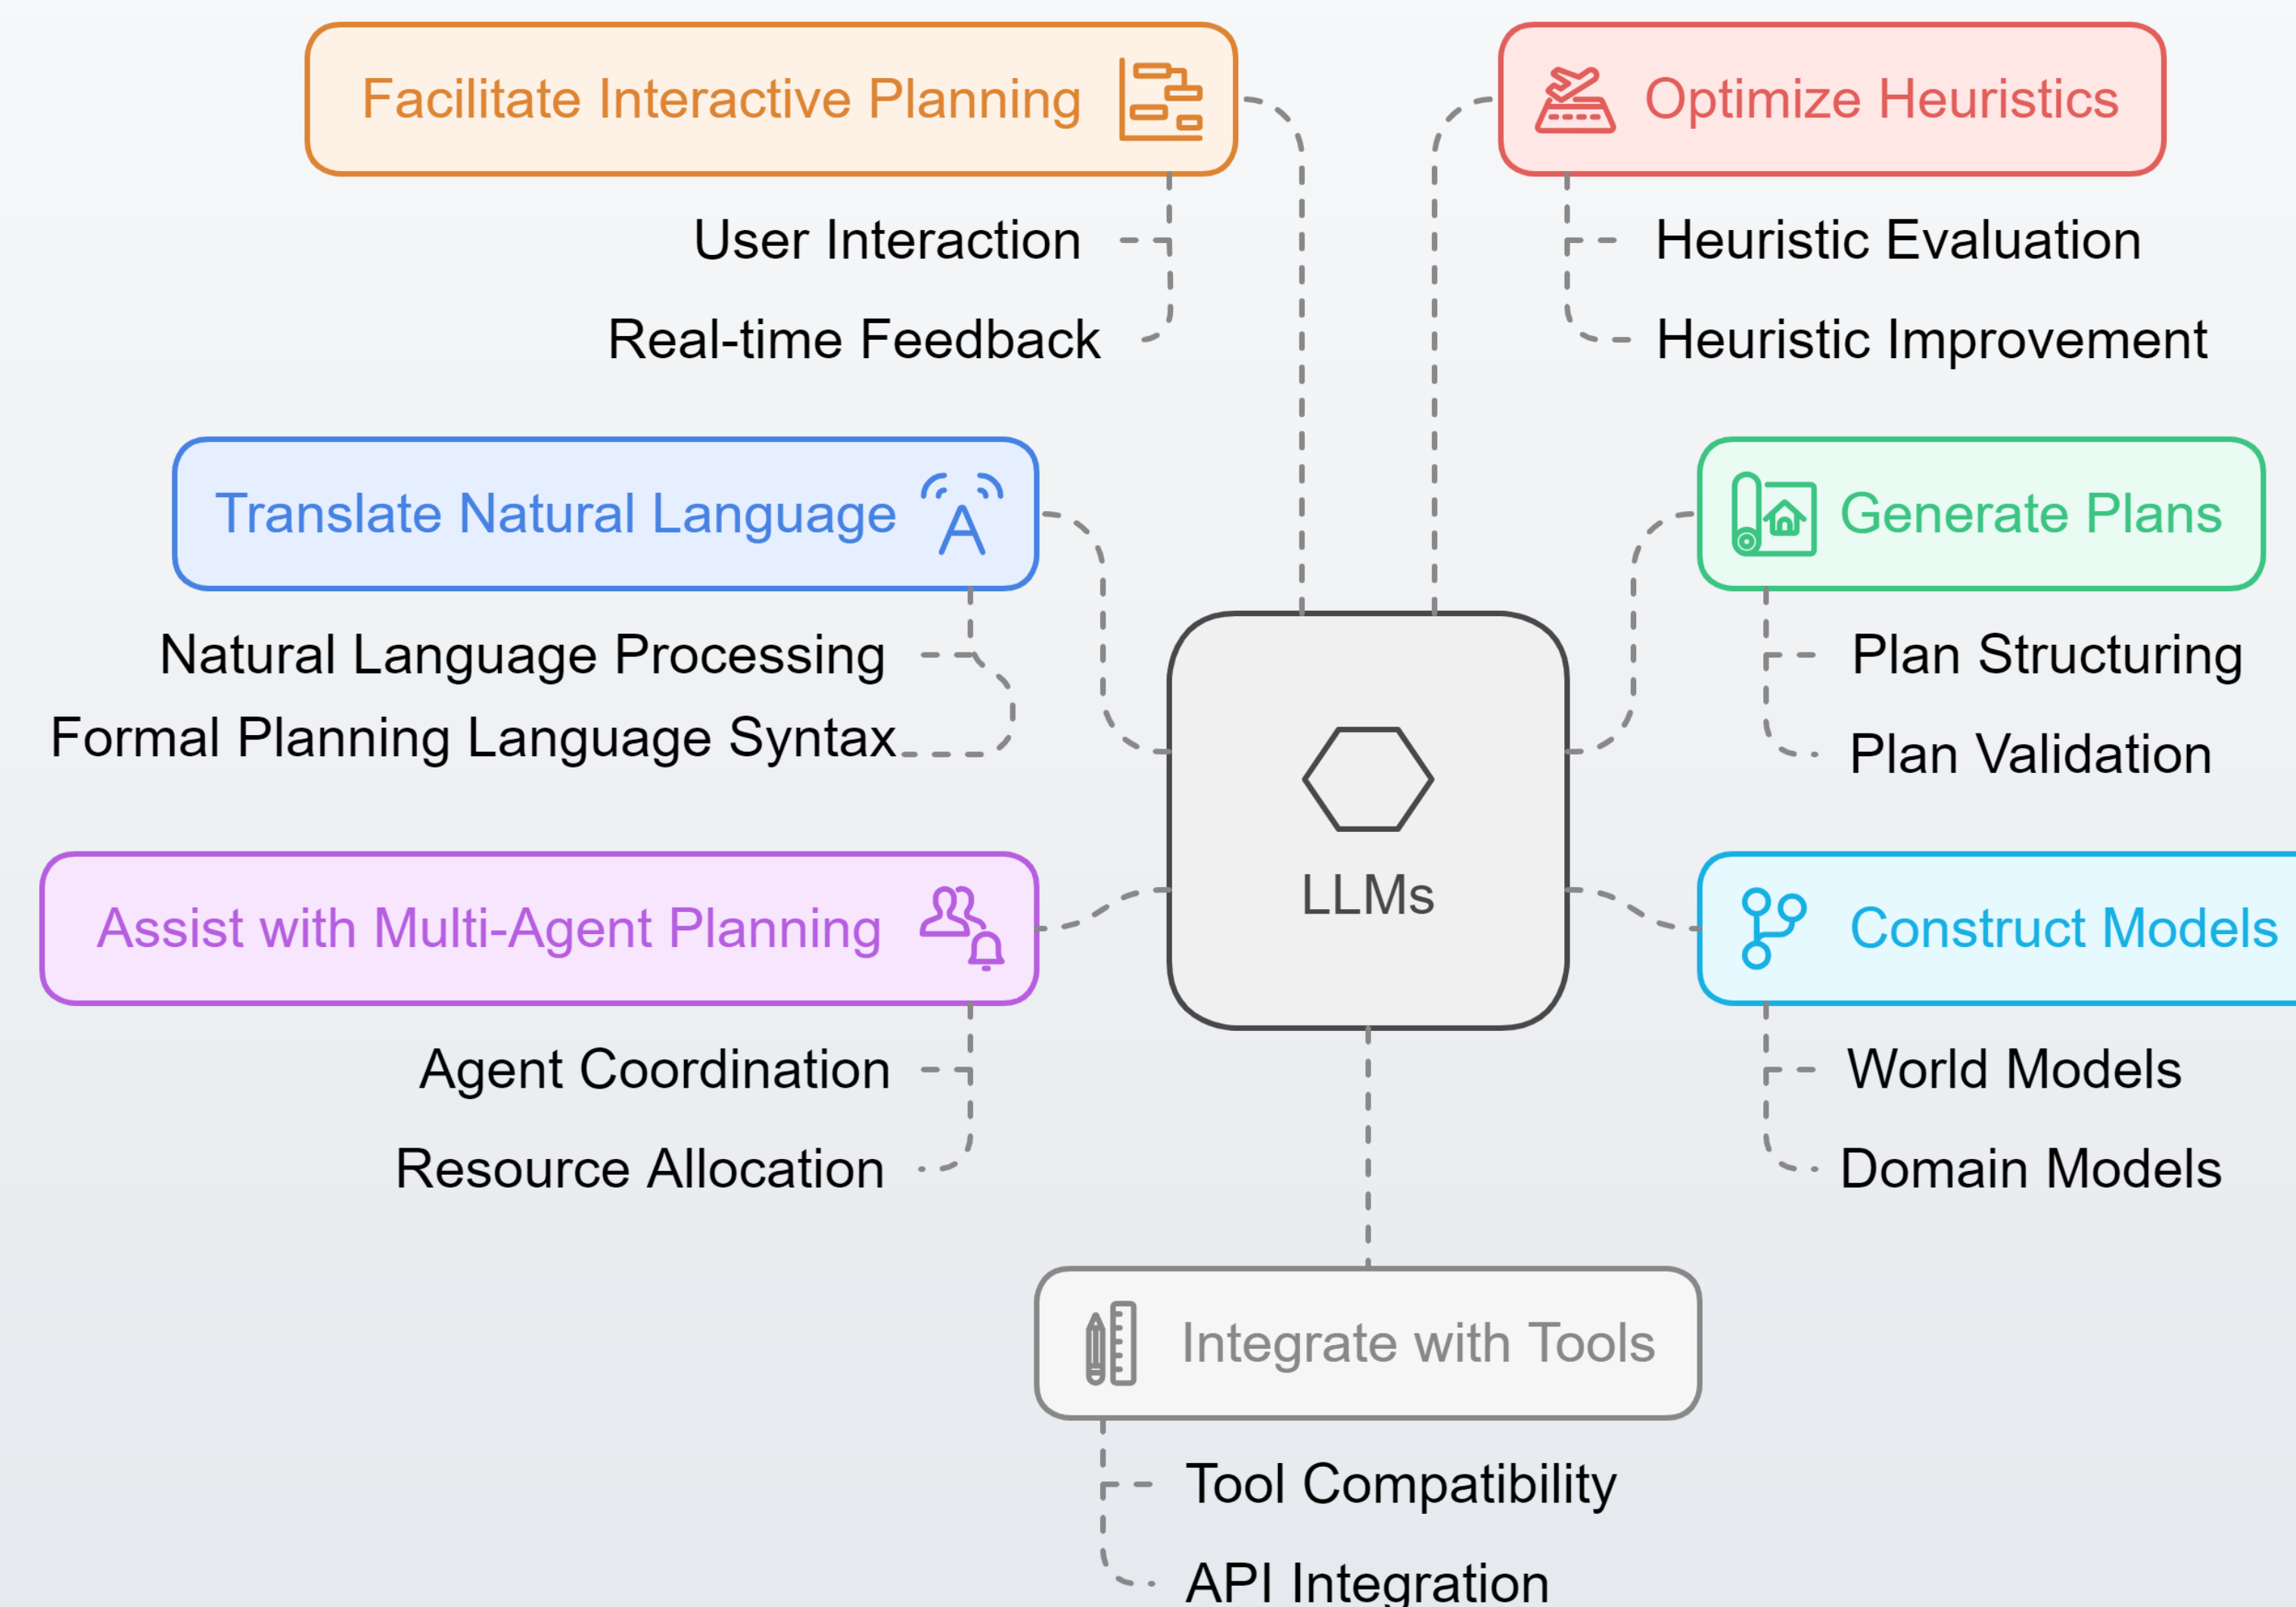 Facilitate Interactive Planning
User Interaction
Real-time Feedback
Optimize Heuristics
Heuristic Evaluation
Heuristic Improvement
Translate Natural Language
Natural Language Processing
Formal Planning Language Syntax
Generate Plans
Plan Structuring
Plan Validation
LLMs
Assist with Multi-Agent Planning
Agent Coordination
Resource Allocation
Construct Models
World Models
Domain Models
Integrate with Tools
Tool Compatibility
API Integration